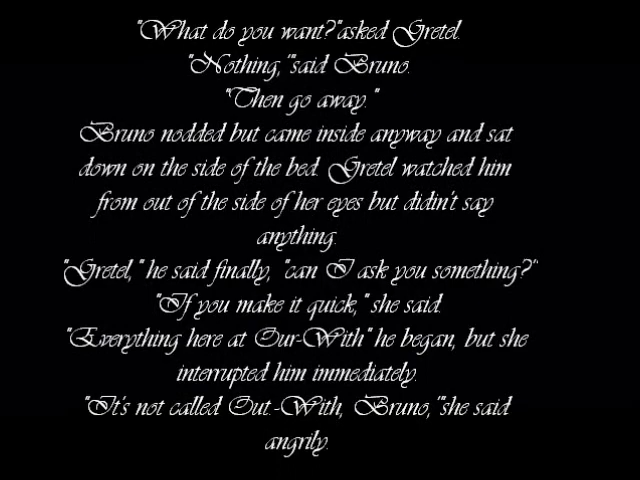 "What do you want?"asked Gretel.
"Nothing,"said Bruno.
"Then go away."
Bruno nodded but came inside anyway and sat
down on the side of the bed. Gretel watched him
from out of the side of her eyes but didin't say
anything.
"Gretel," he said finally, "can I ask you something?"
"If you make it quick," she said.
"Everything here at Our-With" he began, but she
interrupted him immediately.
"It's not called Out-With, Bruno,"she said
angrily.